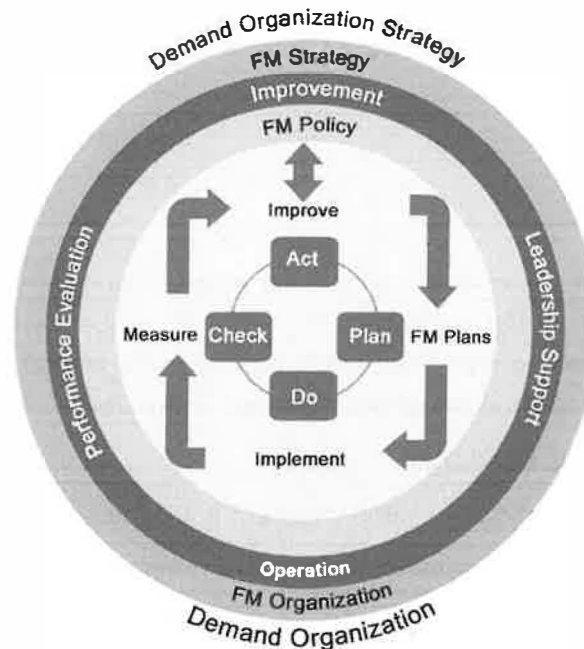 Demand Organization Strategy
FM Strategy
Improvement
FM Policy
Improve
Act
Performance Evaluation
Measure
Check
Plan
FM Plans
Leadership Support
Do
Implement
Operation
FM Organization
Demand Organization